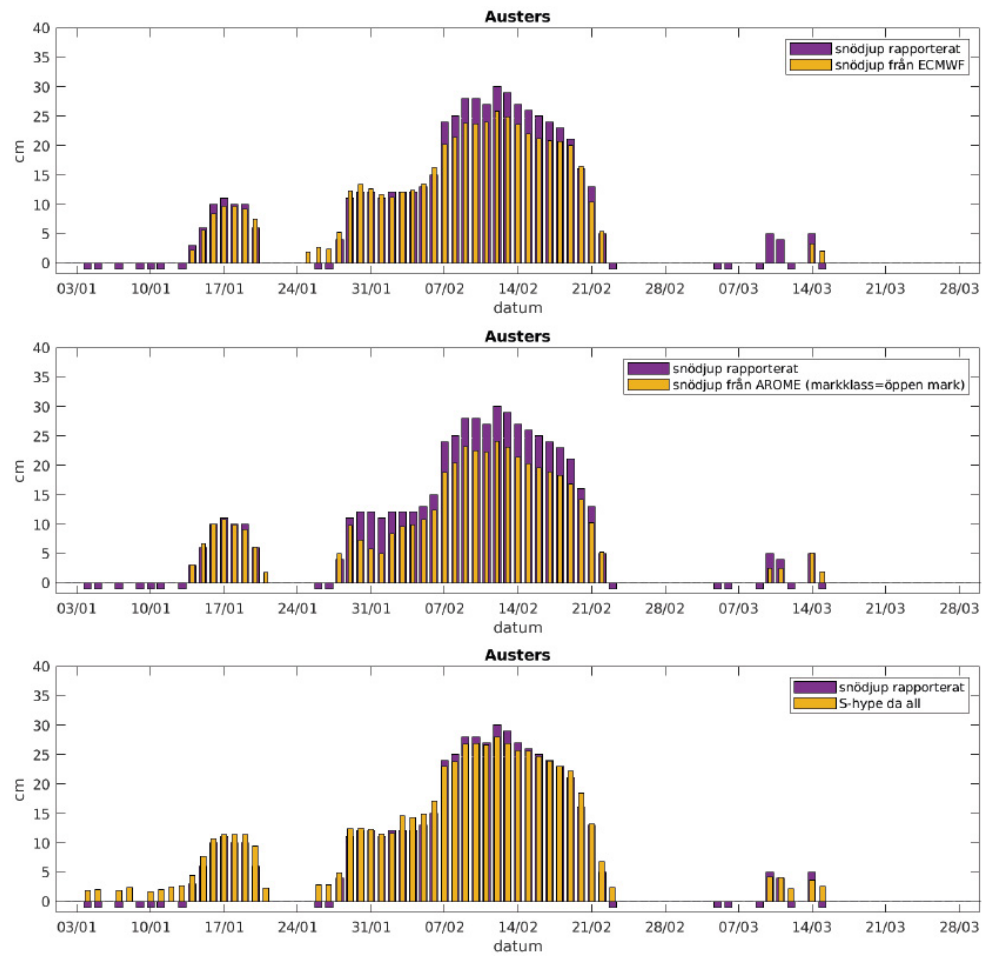 Austers
40
35
30
25
20
15
10
5
0
cm
snödjup rapporterat
snödjup från ECMWF
03/01 10/01 17/01 24/01 31/01 07/02 14/02 21/02 28/02 07/03 14/03 21/03 28/03
datum
Austers
40
35
30
25
20
15
10
5
0
cm
snödjup rapporterat
snödjup från AROME (markklass=öppen mark)
03/01 10/01 17/01 24/01 31/01 07/02 14/02 21/02 28/02 07/03 14/03 21/03 28/03
datum
Austers
40
35
30
25
20
15
10
5
0
cm
snödjup rapporterat
S-hype da all
03/01 10/01 17/01 24/01 31/01 07/02 14/02 21/02 28/02 07/03 14/03 21/03 28/03
datum